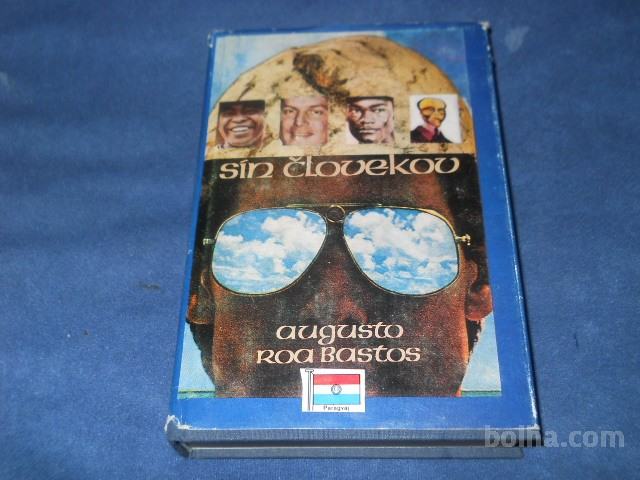 sin človekov
augusto
roa bastos
Paragvaj
bolha.com